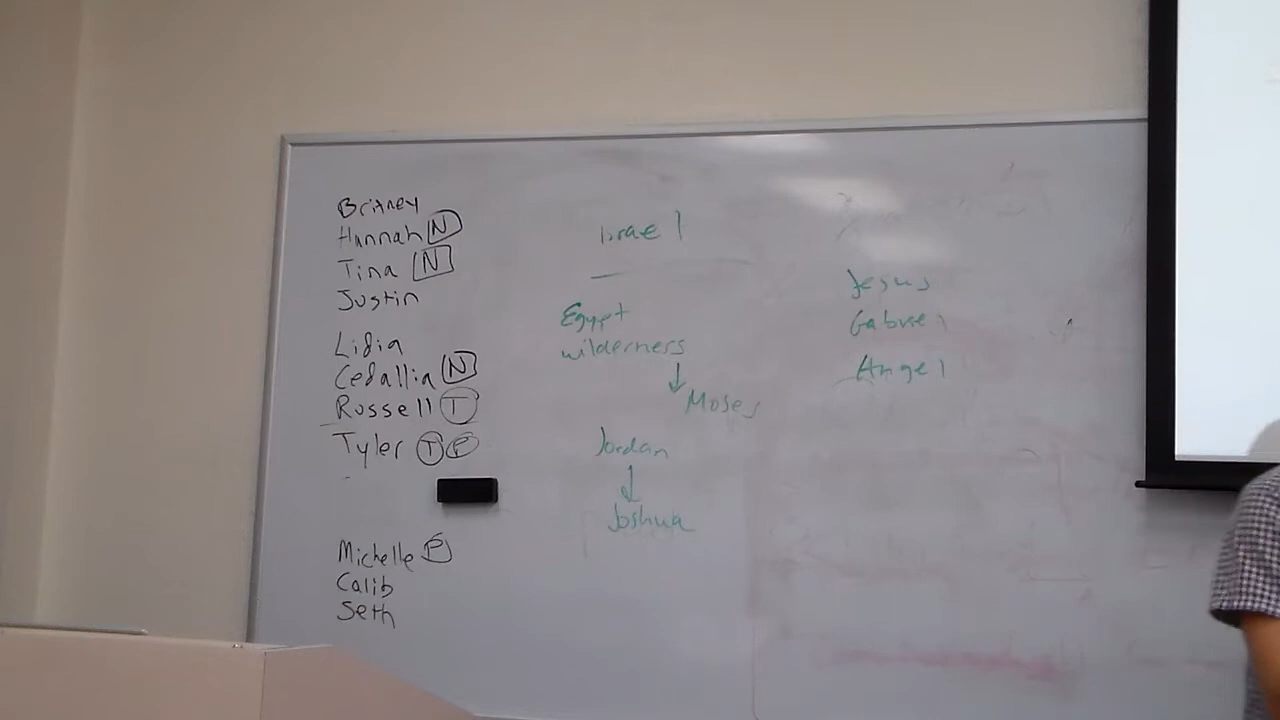 Britney
Hannah N
Tina N
Justin
Lidia
Cedallia N
Russell T
Tyler T P
Michelle P
Calib
Seth
Israel
Egypt
wilderness
Moses
Jordan
Joshua
Jesus
Gabriel
Angel